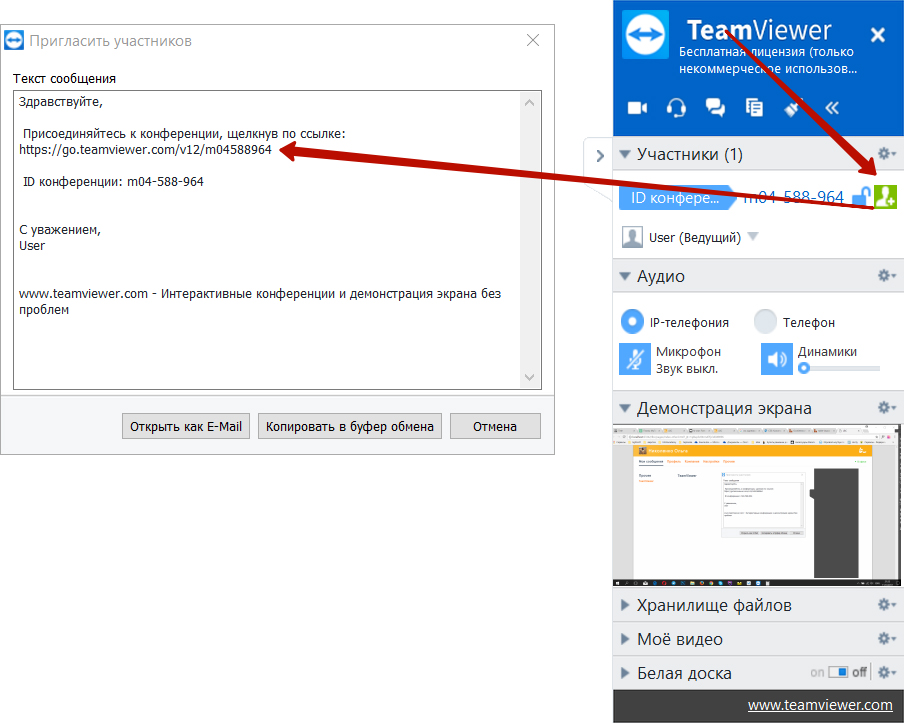 Пригласить участников
Текст сообщения
Здравствуйте,
Присоединяйтесь к конференции, щелкнув по ссылке:
https://go.teamviewer.com/v12/m04588964
ID конференции: m04-588-964
С уважением,
User
www.teamviewer.com - Интерактивные конференции и демонстрация экрана без
проблем
Открыть как E-Mail
Копировать в буфер обмена
Отмена
TeamViewer
Бесплатная лицензия (только
некоммерческое использов...
Участники (1)
ID конфере...
m04-588-964
User (Ведущий)
Аудио
IP-телефония
Телефон
Микрофон
Звук выкл.
Динамики
Демонстрация экрана
Хранилище файлов
Моё видео
Белая доска
on
off
www.teamviewer.com